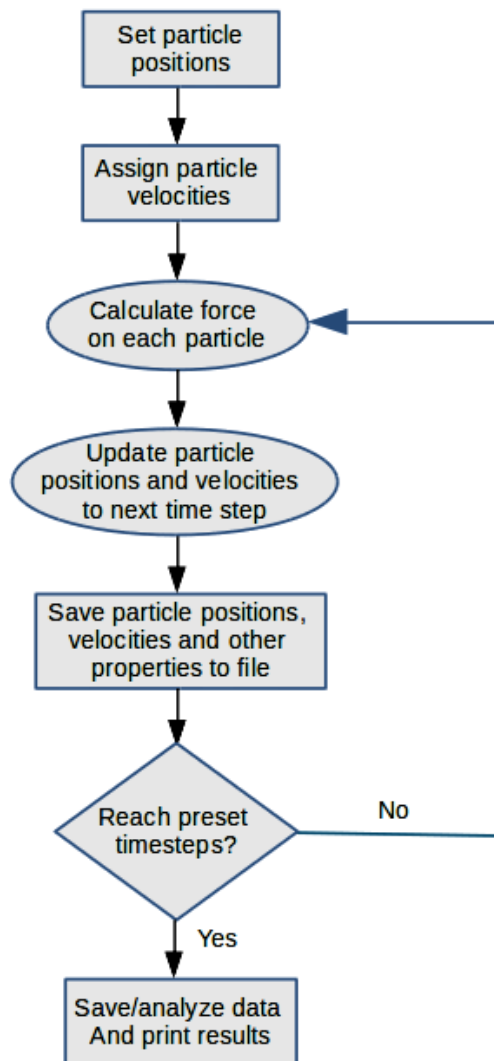 Set particle
positions
Assign particle
velocities
Calculate force
on each particle
Update particle
positions and velocities
to next time step
Save particle positions,
velocities and other
properties to file
Reach preset
timesteps?
No
Yes
Save/analyze data
And print results